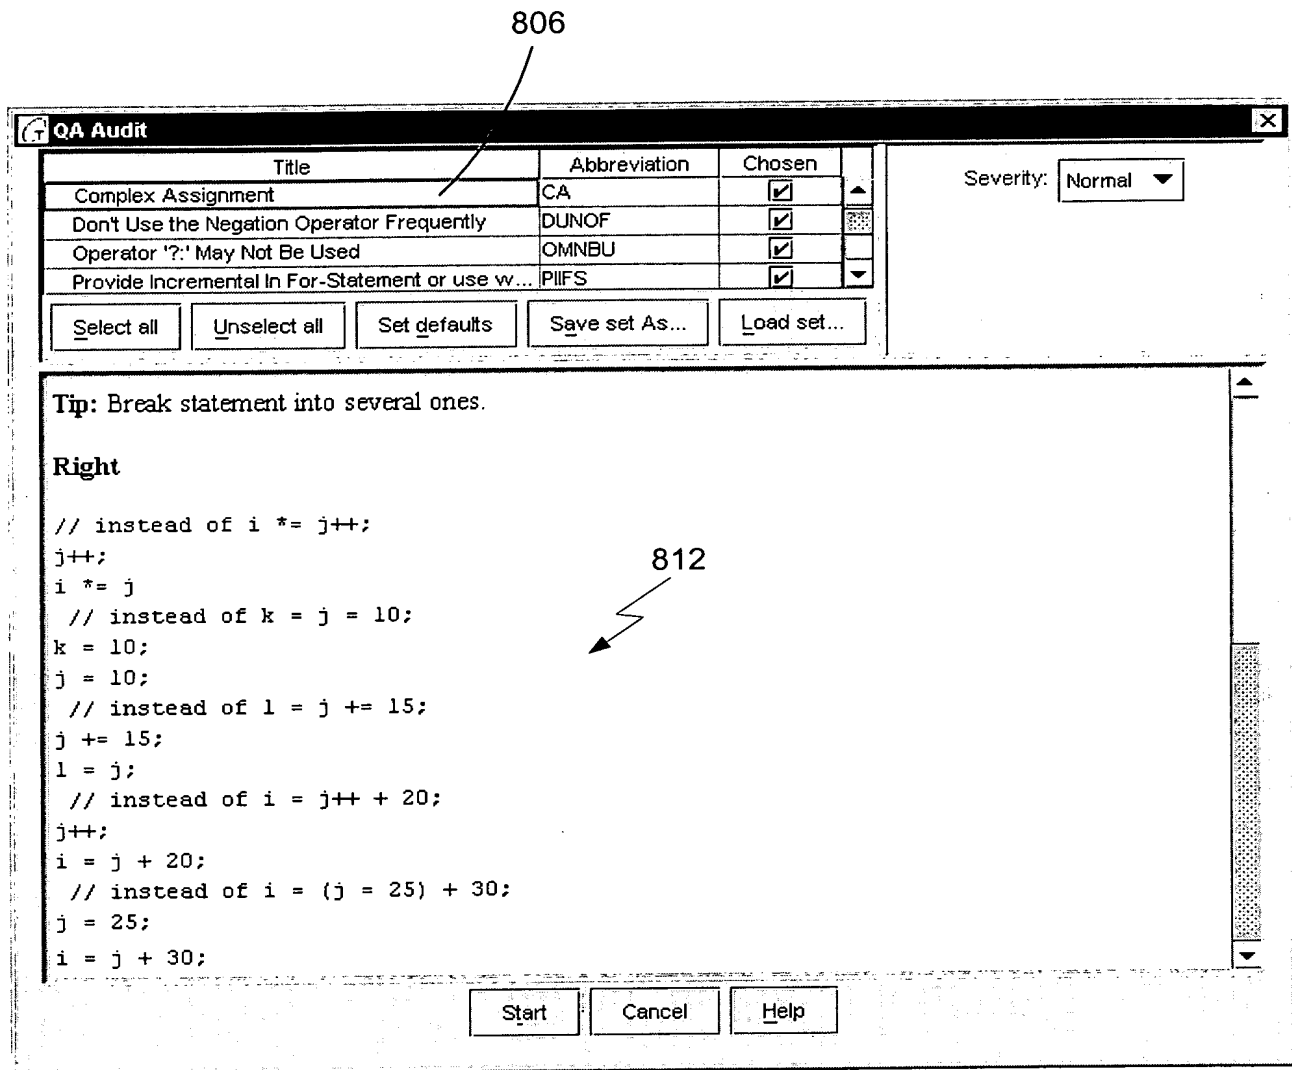 806
QA Audit
Title Abbreviation Chosen
Complex Assignment CA
Don't Use the Negation Operator Frequently DUNOF
Operator '?:' May Not Be Used OMNBU
Provide Incremental In For-Statement or use w... PIIFS
Severity: Normal
Select all Unselect all Set defaults Save set As... Load set...
Tip: Break statement into several ones.
Right
// instead of i *= j++;
j++;
i *= j
// instead of k = j = 10;
k = 10;
j = 10;
// instead of l = j += 15;
j += 15;
l = j;
// instead of i = j++ + 20;
j++;
i = j + 20;
// instead of i = (j = 25) + 30;
j = 25;
i = j + 30;
812
Start Cancel Help